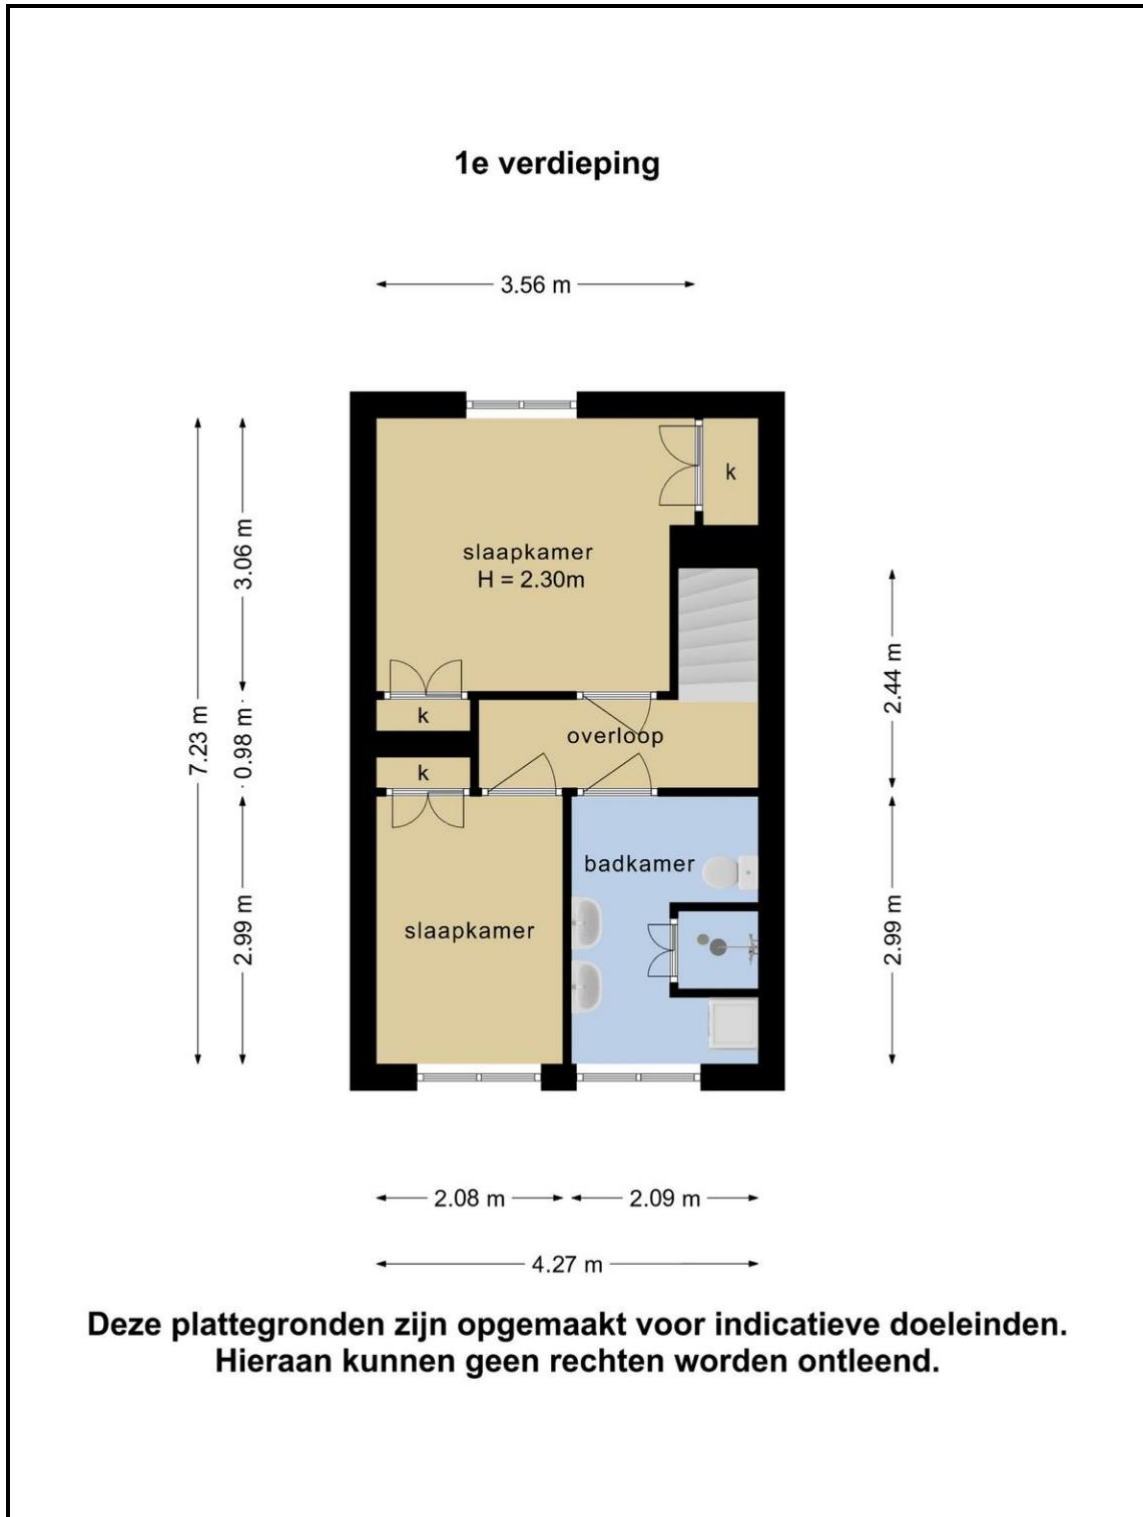 1e verdieping
3.56 m
k
slaapkamer
H = 2.30m
3.06 m
7.23 m
0.98 m
2.44 m
k
overloop
k
badkamer
slaapkamer
2.99 m
2.99 m
2.08 m
2.09 m
4.27 m
Deze plattegronden zijn opgemaakt voor indicatieve doeleinden.
Hieraan kunnen geen rechten worden ontleend.